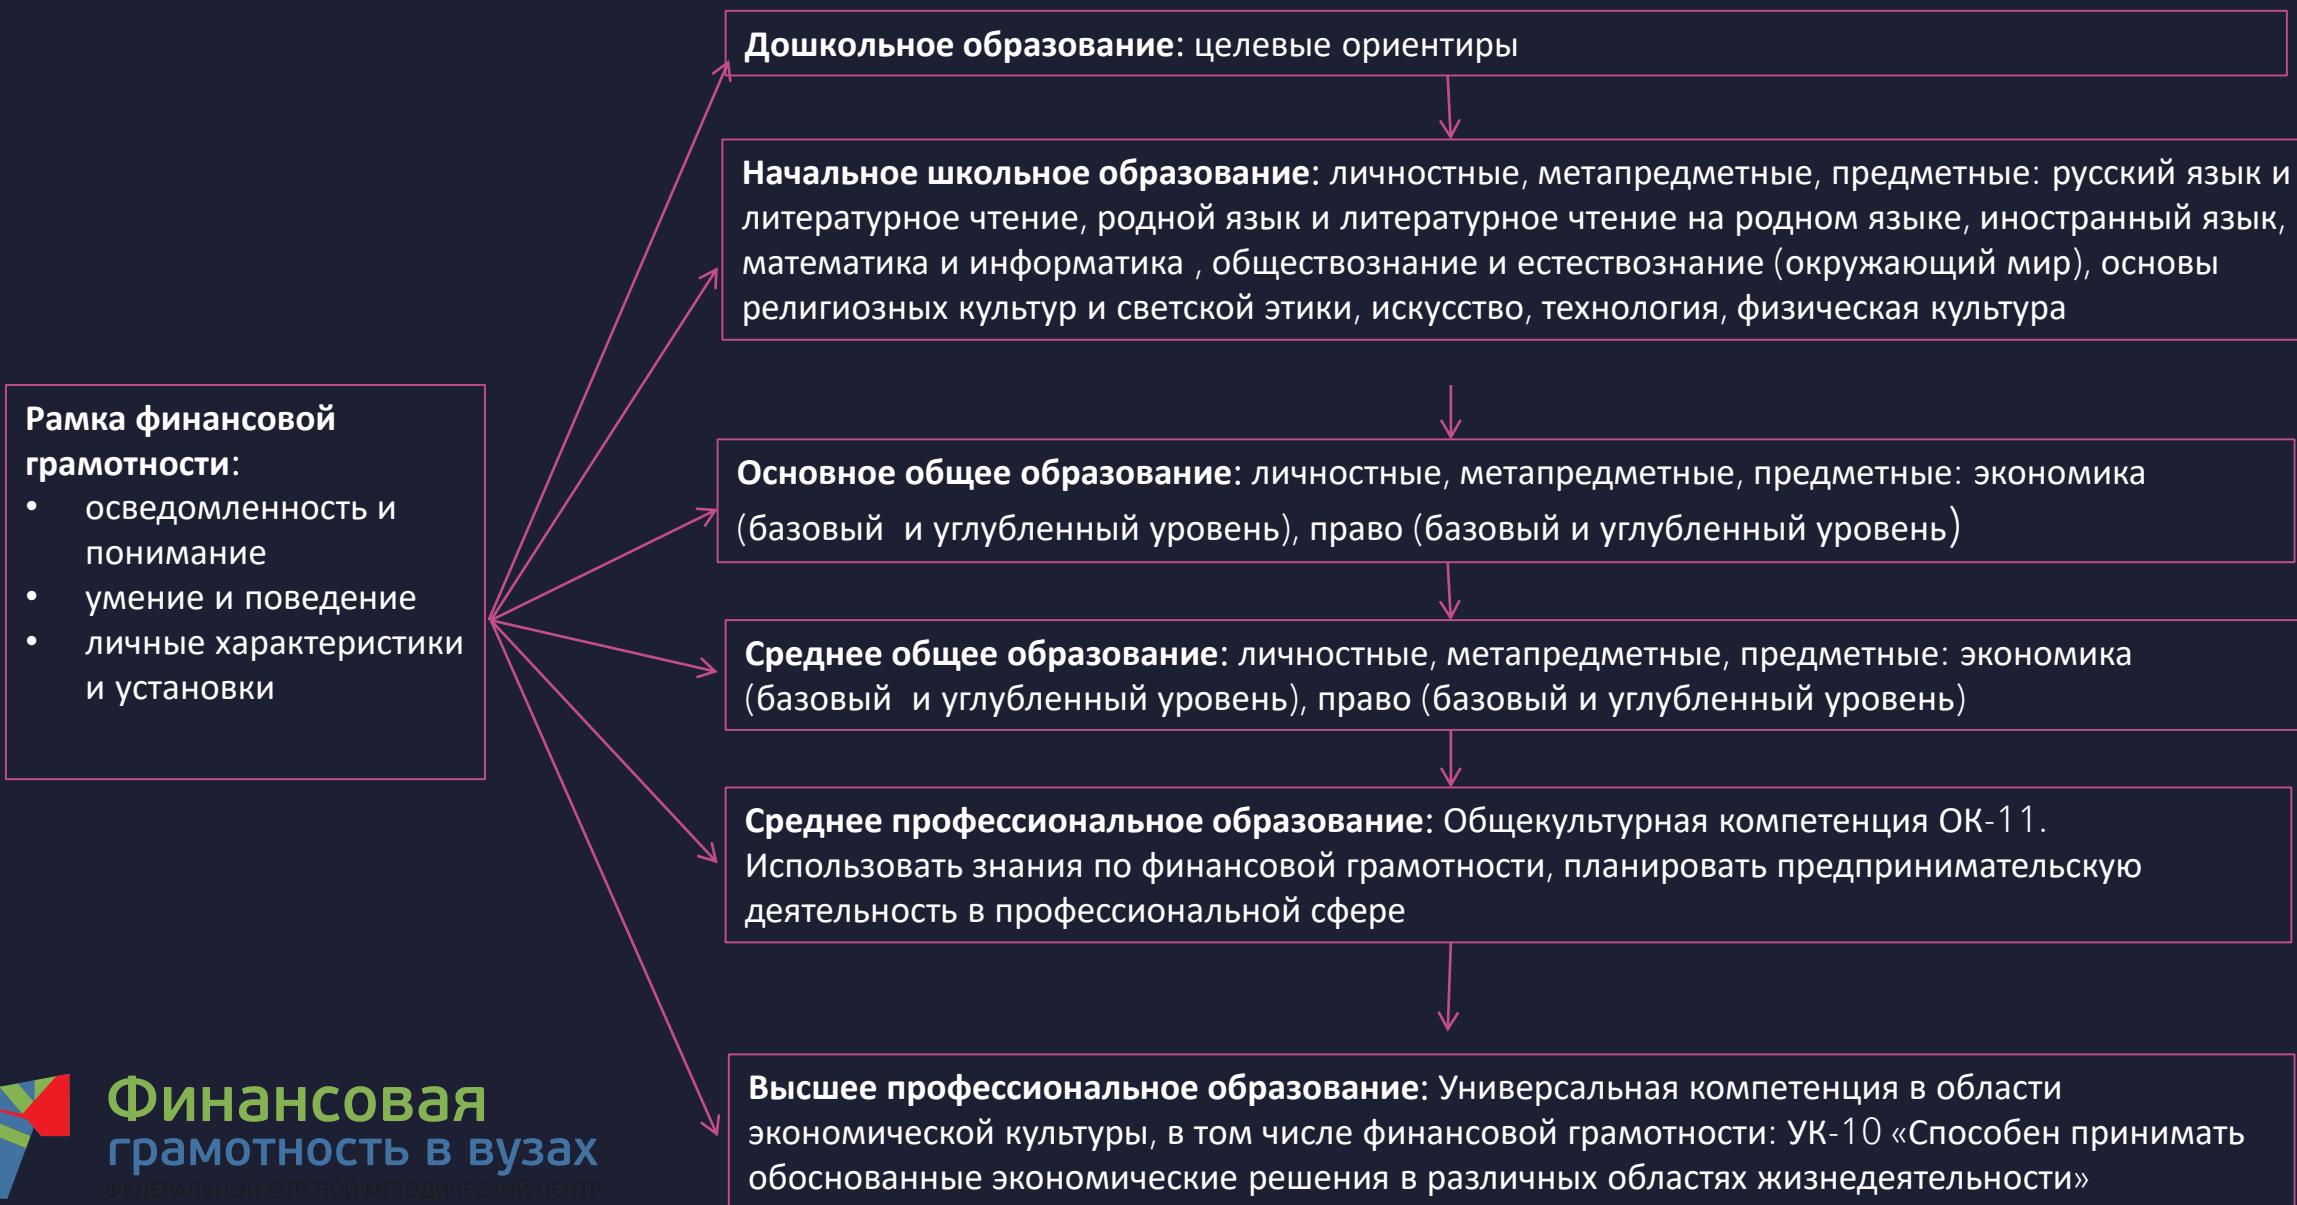 Дошкольное образование: целевые ориентиры
Начальное школьное образование: личностные, метапредметные, предметные: русский язык и
литературное чтение, родной язык и литературное чтение на родном языке, иностранный язык,
математика и информатика , обществознание и естествознание (окружающий мир), основы
религиозных культур и светской этики, искусство, технология, физическая культура
Рамка финансовой
грамотности:
• осведомленность и
понимание
• умение и поведение
• личные характеристики
и установки
Основное общее образование: личностные, метапредметные, предметные: экономика
(базовый  и углубленный уровень), право (базовый и углубленный уровень)
Среднее общее образование: личностные, метапредметные, предметные: экономика
(базовый  и углубленный уровень), право (базовый и углубленный уровень)
Среднее профессиональное образование: Общекультурная компетенция ОК-11.
Использовать знания по финансовой грамотности, планировать предпринимательскую
деятельность в профессиональной сфере
Высшее профессиональное образование: Универсальная компетенция в области
экономической культуры, в том числе финансовой грамотности: УК-10 «Способен принимать
обоснованные экономические решения в различных областях жизнедеятельности»
Финансовая
грамотность в вузах
ФЕДЕРАЛЬНЫЙ СЕТЕВОЙ МЕТОДИЧЕСКИЙ ЦЕНТР